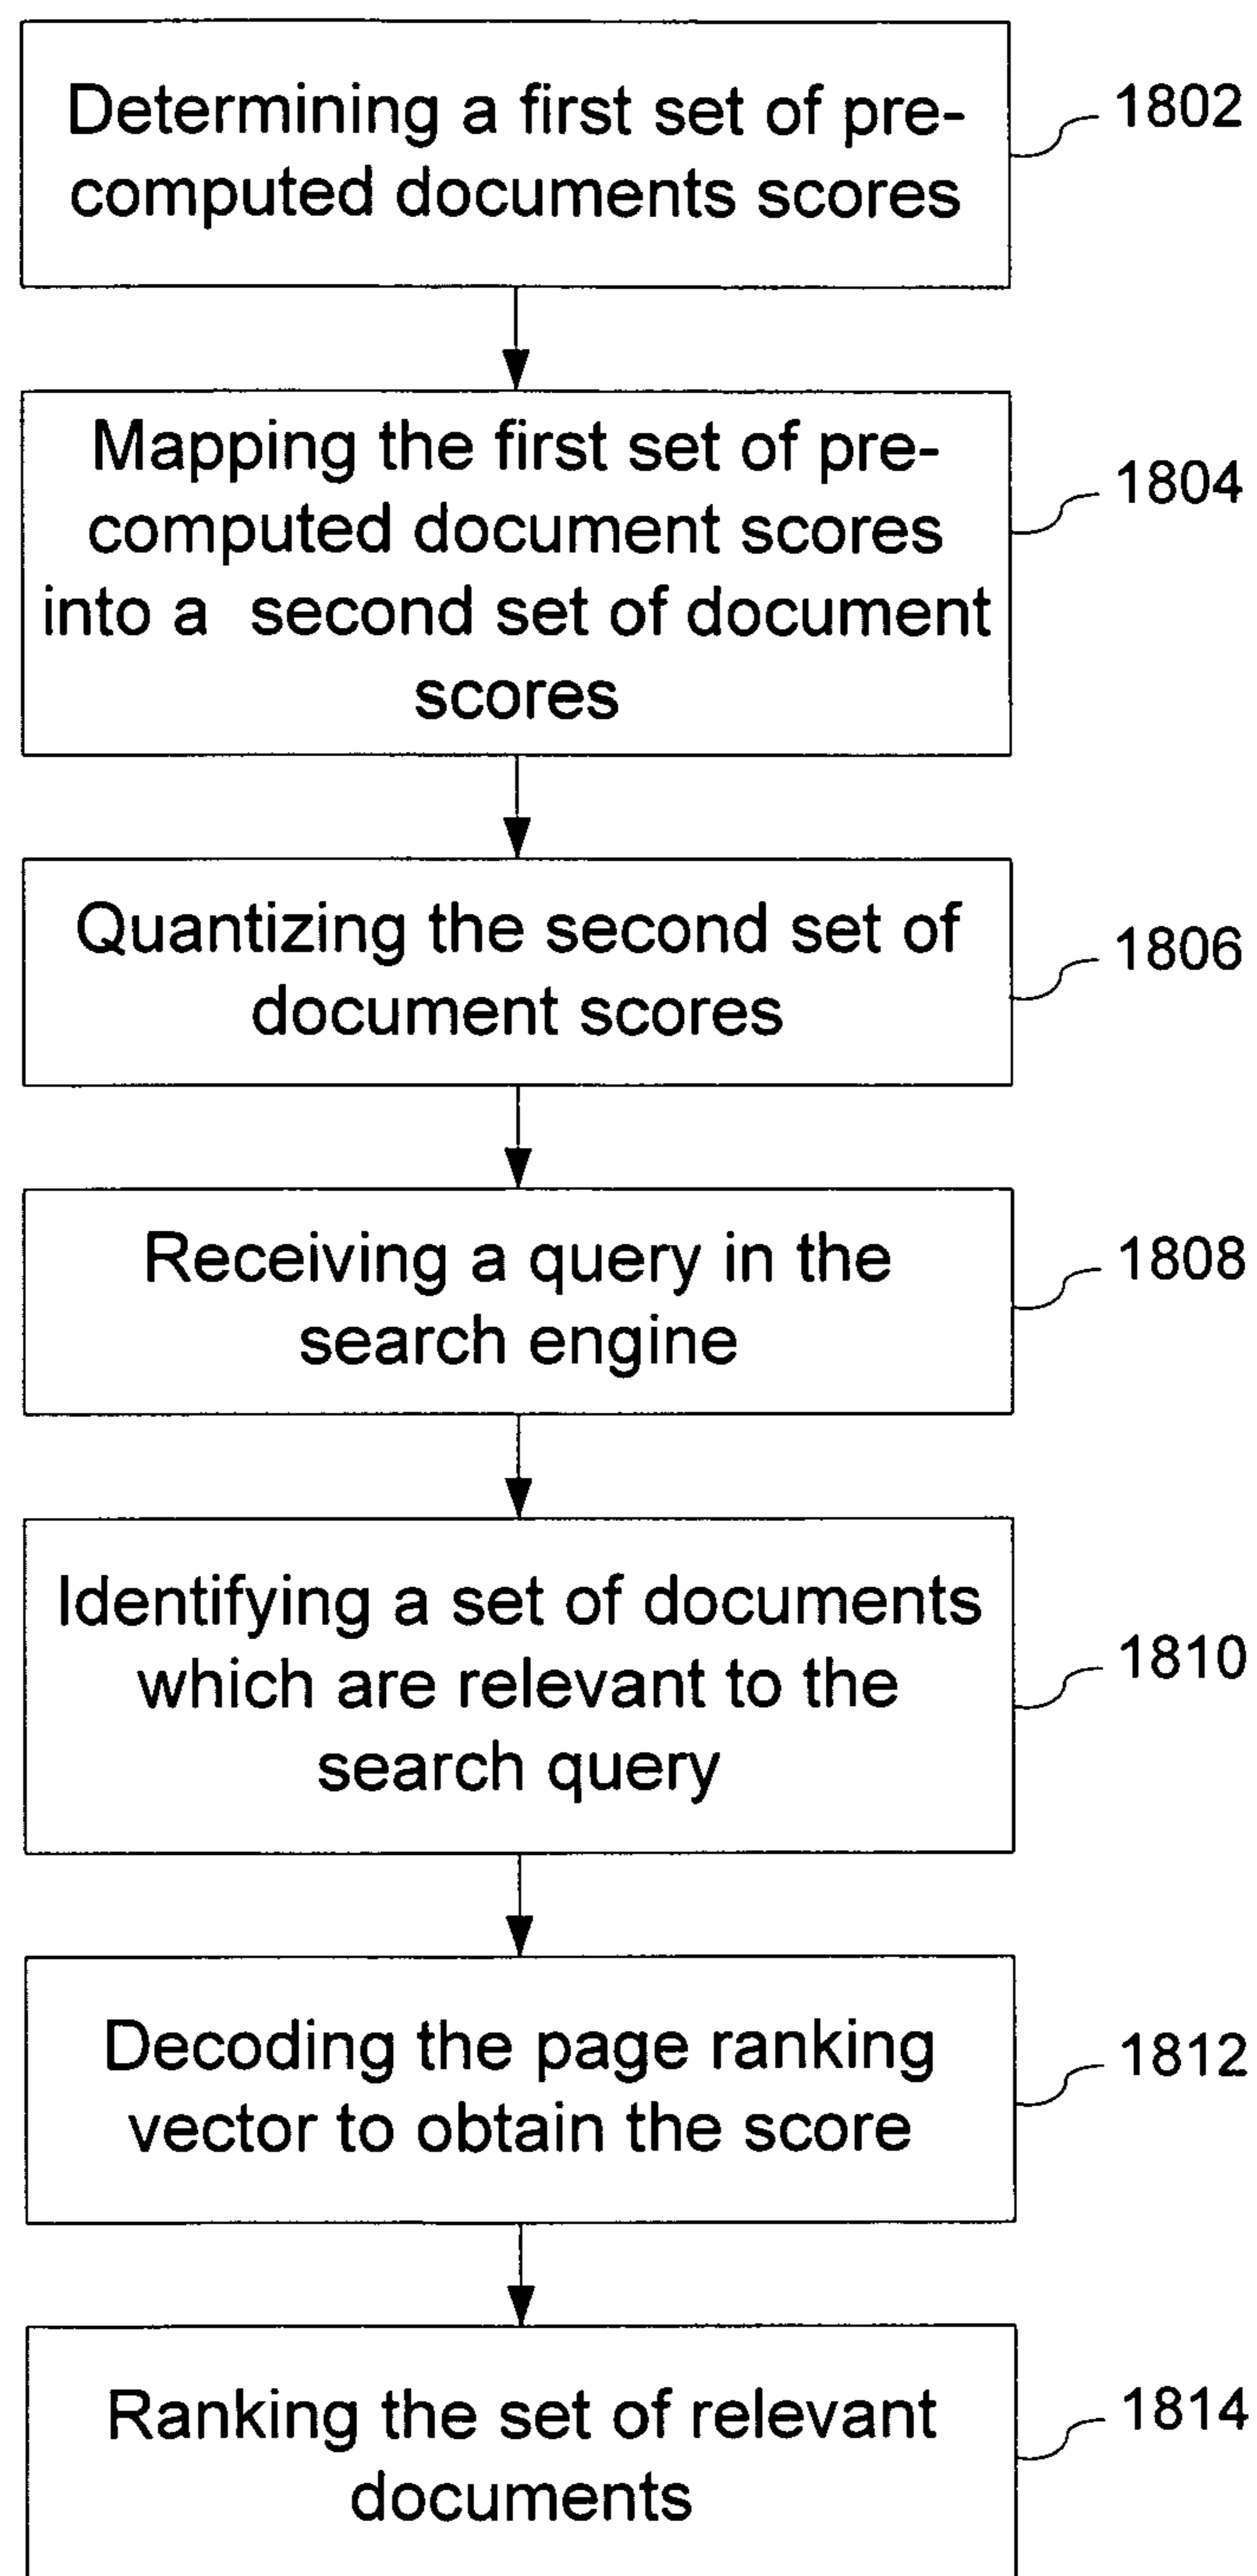 Determining a first set of pre-
computed documents scores
1802
Mapping the first set of pre-
computed document scores
into a  second set of document
scores
1804
Quantizing the second set of
document scores
1806
Receiving a query in the
search engine
1808
Identifying a set of documents
which are relevant to the
search query
1810
Decoding the page ranking
vector to obtain the score
1812
Ranking the set of relevant
documents
1814